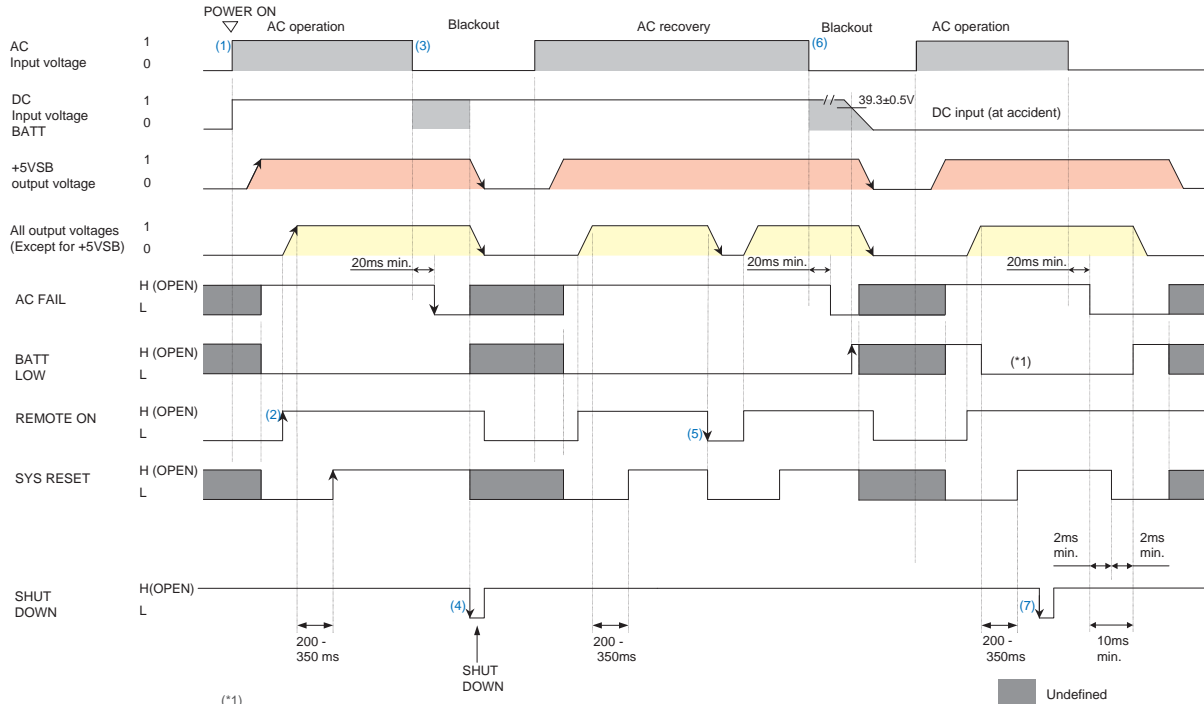 POWER ON
AC operation
Blackout
AC recovery
Blackout
AC operation
AC
Input voltage
1
0
(1)
(3)
(6)
DC
Input voltage
BATT
1
0
39.3±0.5V
DC input (at accident)
+5VSB
output voltage
1
0
All output voltages
(Except for +5VSB)
1
0
20ms min.
20ms min.
20ms min.
AC FAIL
H (OPEN)
L
BATT
LOW
H (OPEN)
L
(*1)
REMOTE ON
H (OPEN)
L
(2)
(5)
SYS RESET
H (OPEN)
L
2ms
min.
2ms
min.
SHUT
DOWN
H(OPEN)
L
(4)
(7)
200 -
350 ms
SHUT
DOWN
200 -
350ms
200 -
350ms
10ms
min.
(*1)
Undefined